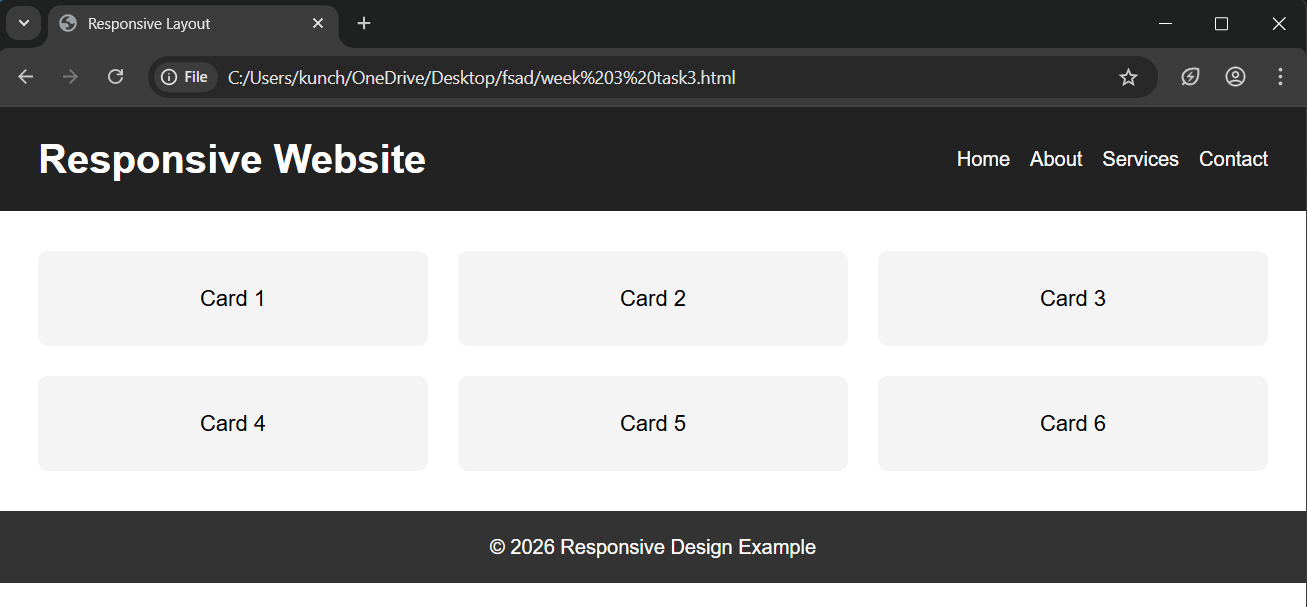 Responsive Layout
File C:/Users/kunch/OneDrive/Desktop/fsad/week%203%20task3.html
Responsive Website
Home About Services Contact
Card 1 Card 2 Card 3
Card 4 Card 5 Card 6
© 2026 Responsive Design Example